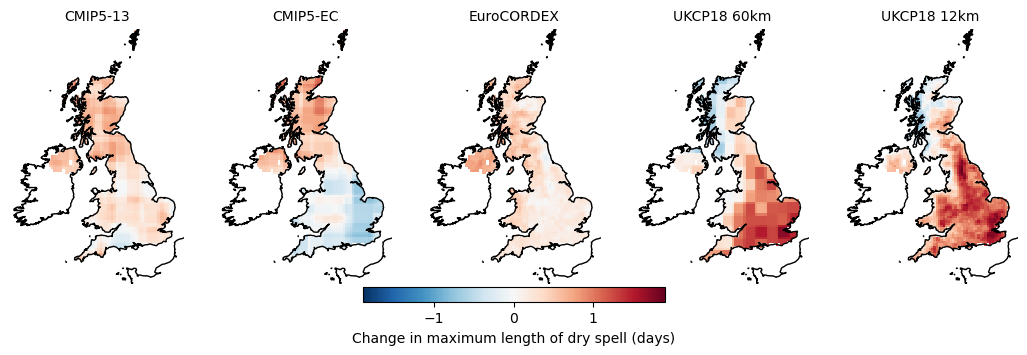 CMIP5-13
CMIP5-EC
EuroCORDEX
UKCP18 60km
UKCP18 12km
−1
0
1
Change in maximum length of dry spell (days)